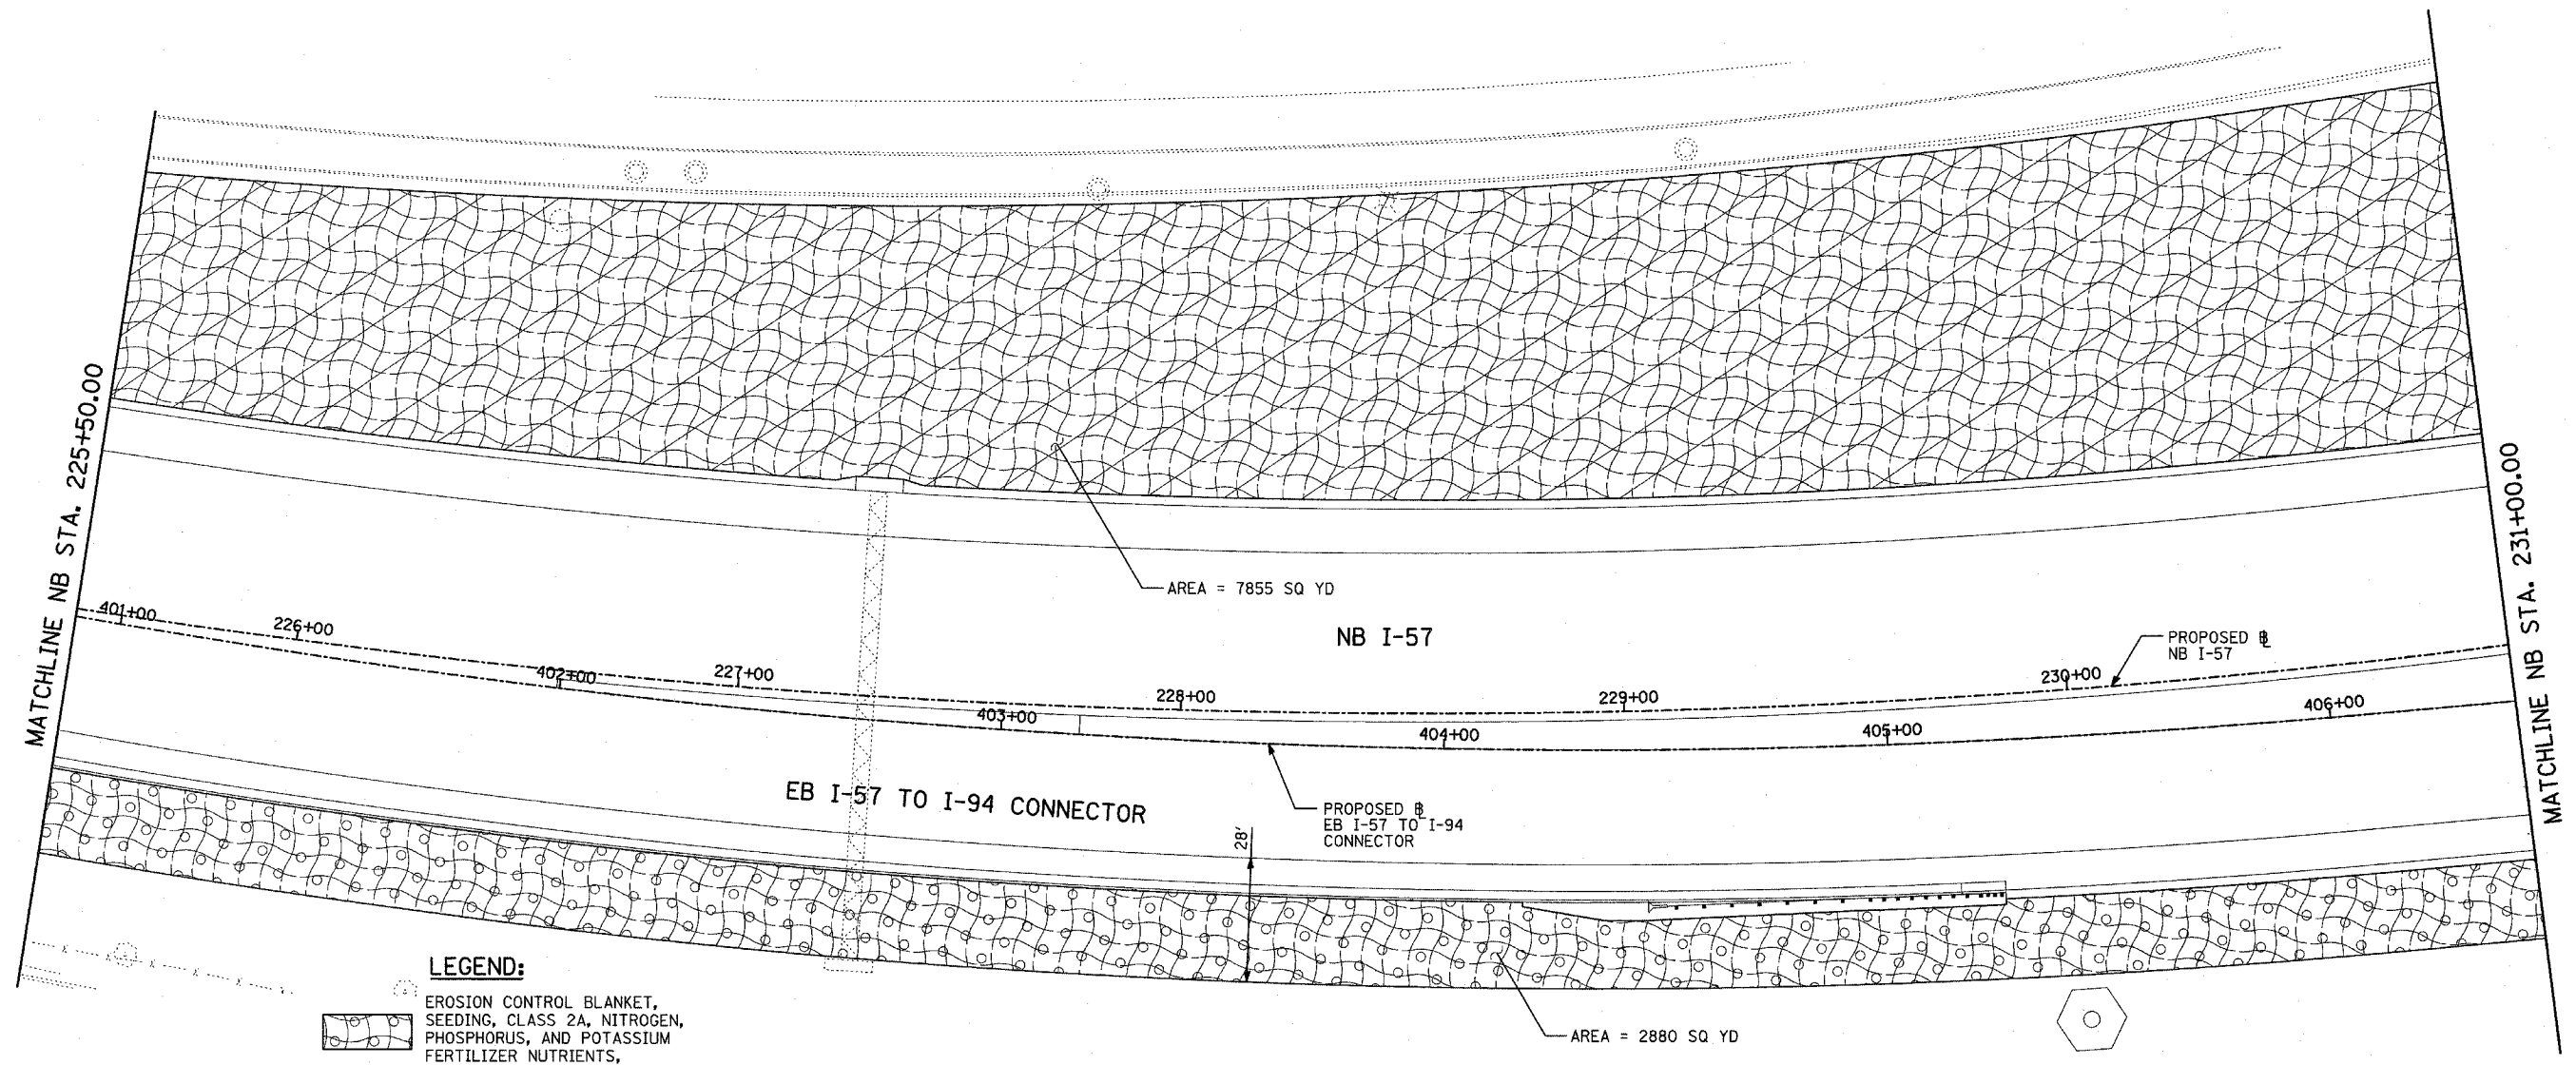 MATCHLINE NB STA. 225+50.00
MATCHLINE NB STA. 231+00.00
AREA = 7855 SQ YD
NB I-57
PROPOSED ℄
NB I-57
401+00
226+00
402+00
227+00
403+00
228+00
404+00
229+00
405+00
230+00
406+00
EB I-57 TO I-94 CONNECTOR
PROPOSED ℄
EB I-57 TO I-94
CONNECTOR
28'
AREA = 2880 SQ YD
LEGEND:
EROSION CONTROL BLANKET,
SEEDING, CLASS 2A, NITROGEN,
PHOSPHORUS, AND POTASSIUM
FERTILIZER NUTRIENTS,